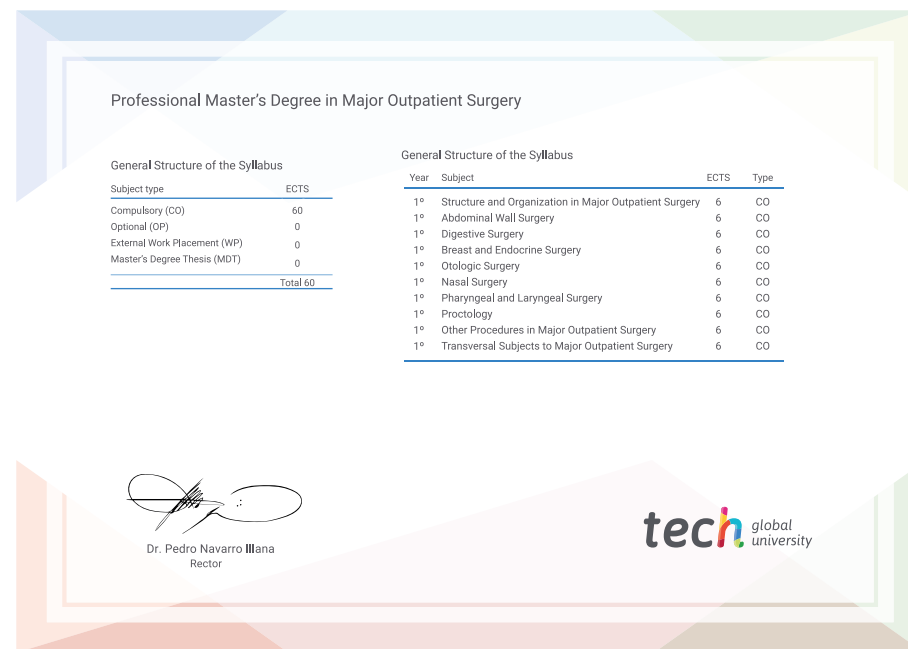 Professional Master's Degree in Major Outpatient Surgery
General Structure of the Syllabus
Subject type ECTS
Compulsory (CO) 60
Optional (OP) 0
External Work Placement (WP) 0
Master's Degree Thesis (MDT) 0
Total 60
General Structure of the Syllabus
Year Subject ECTS Type
1º Structure and Organization in Major Outpatient Surgery 6 CO
1º Abdominal Wall Surgery 6 CO
1º Digestive Surgery 6 CO
1º Breast and Endocrine Surgery 6 CO
1º Otologic Surgery 6 CO
1º Nasal Surgery 6 CO
1º Pharyngeal and Laryngeal Surgery 6 CO
1º Proctology 6 CO
1º Other Procedures in Major Outpatient Surgery 6 CO
1º Transversal Subjects to Major Outpatient Surgery 6 CO
Dr. Pedro Navarro Illana
Rector
tech global
university